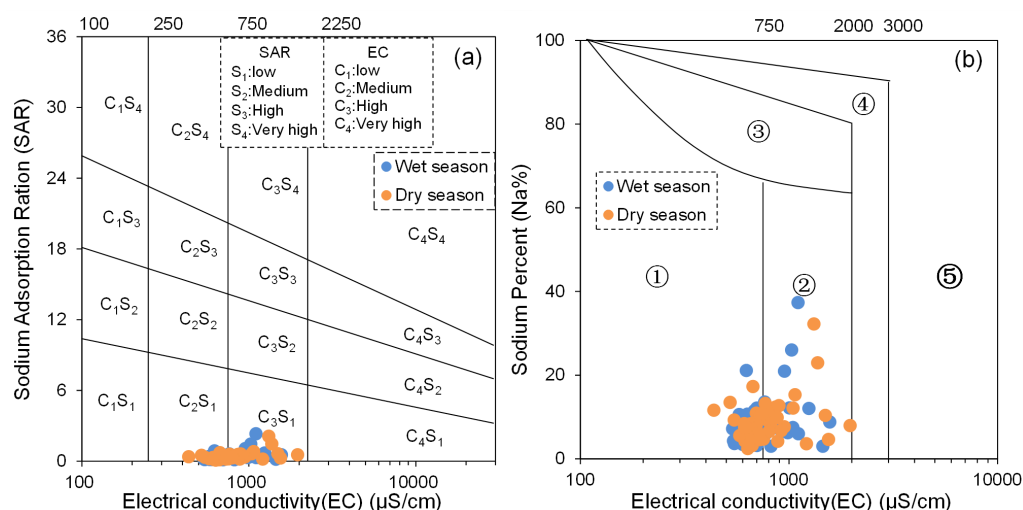 100 250 750 2250
36
30
24
18
12
6
0
Sodium Adsorption Ration (SAR)
(a)
SAR
S₁:low
S₂:Medium
S₃:High
S₄:Very high
EC
C₁:low
C₂:Medium
C₃:High
C₄:Very high
Wet season
Dry season
C₁S₄
C₂S₄
C₃S₄
C₄S₄
C₁S₃
C₂S₃
C₃S₃
C₄S₃
C₁S₂
C₂S₂
C₃S₂
C₄S₂
C₁S₁
C₂S₁
C₃S₁
C₄S₁
100 1000 10000
Electrical conductivity(EC) (μS/cm)
750 2000 3000
100
80
60
40
20
0
Sodium Percent (Na%)
(b)
④
③
Wet season
Dry season
①
②
⑤
100 1000 10000
Electrical conductivity(EC) (μS/cm)